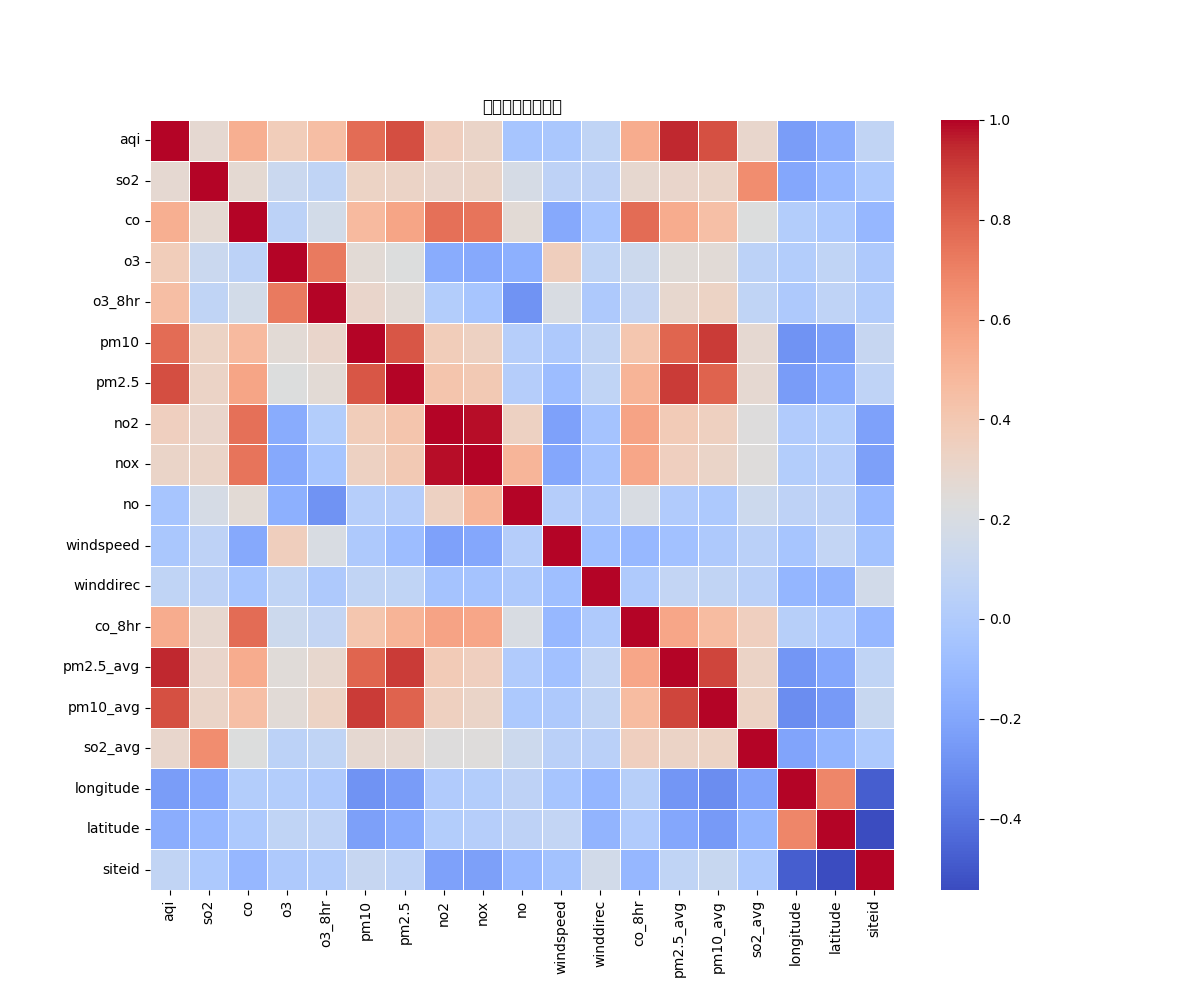 aqi
so2
co
o3
o3_8hr
pm10
pm2.5
no2
nox
no
windspeed
winddirec
co_8hr
pm2.5_avg
pm10_avg
so2_avg
longitude
latitude
siteid
aqi
so2
co
o3
o3_8hr
pm10
pm2.5
no2
nox
no
windspeed
winddirec
co_8hr
pm2.5_avg
pm10_avg
so2_avg
longitude
latitude
siteid
1.0
0.8
0.6
0.4
0.2
0.0
−0.2
−0.4